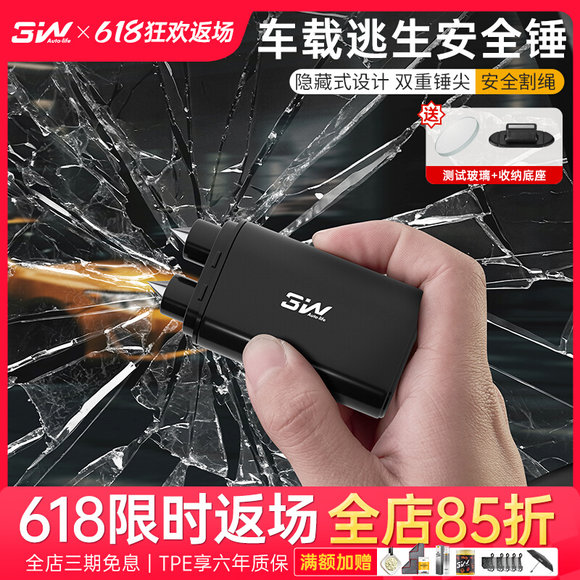 3W Auto·life × 618狂欢返场
车载逃生安全锤
隐藏式设计 双重锤尖 安全割绳
送
测试玻璃+收纳底座
3W
Auto·life
618限时返场 全店85折
全店三期免息 | TPE享六年质保 满额加赠